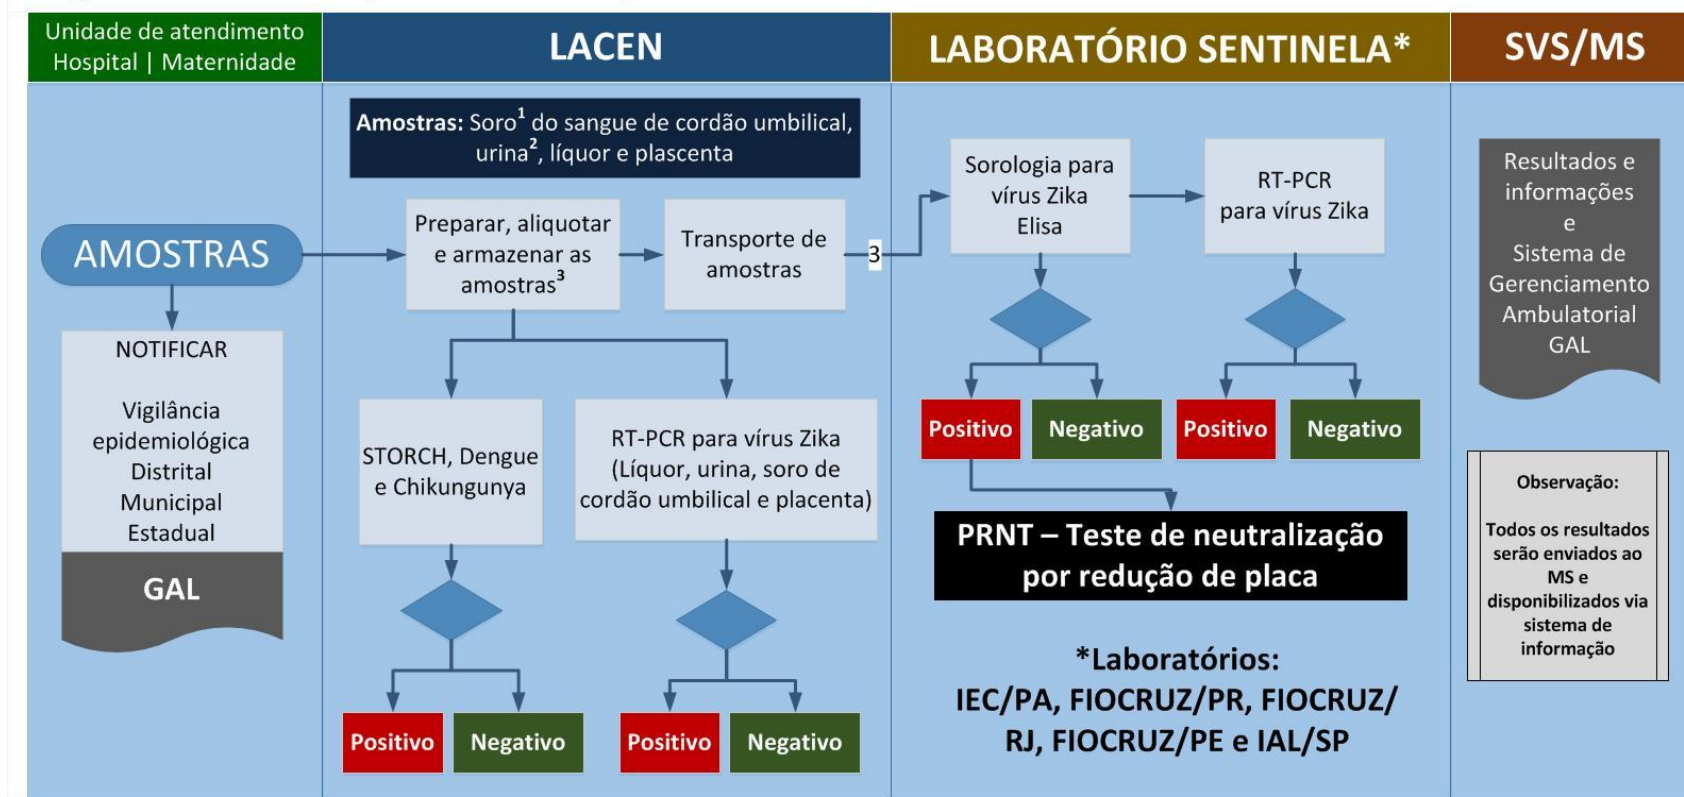 Unidade de atendimento
Hospital | Maternidade
LACEN
LABORATÓRIO SENTINELA*
SVS/MS
AMOSTRAS
NOTIFICAR
Vigilância
epidemiológica
Distrital
Municipal
Estadual
GAL
Amostras: Soro¹ do sangue de cordão umbilical,
urina², líquor e plascenta
Preparar, aliquotar
e armazenar as
amostras³
Transporte de
amostras
3
STORCH, Dengue
e Chikungunya
RT-PCR para vírus Zika
(Líquor, urina, soro de
cordão umbilical e placenta)
Positivo
Negativo
Positivo
Negativo
Sorologia para
vírus Zika
Elisa
RT-PCR
para vírus Zika
Positivo
Negativo
Positivo
Negativo
PRNT – Teste de neutralização
por redução de placa
*Laboratórios:
IEC/PA, FIOCRUZ/PR, FIOCRUZ/
RJ, FIOCRUZ/PE e IAL/SP
Resultados e
informações
e
Sistema de
Gerenciamento
Ambulatorial
GAL
Observação:
Todos os resultados
serão enviados ao
MS e
disponibilizados via
sistema de
informação